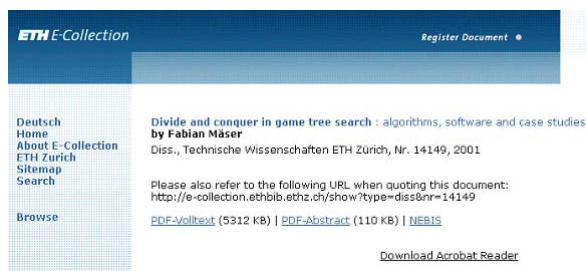 ETH E-Collection
Register Document
Deutsch
Home
About E-Collection
ETH Zurich
Sitemap
Search
Browse
Divide and conquer in game tree search : algorithms, software and case studies
by Fabian Mäser
Diss., Technische Wissenschaften ETH Zürich, Nr. 14149, 2001
Please also refer to the following URL when quoting this document:
http://e-collection.ethbib.ethz.ch/show?type=diss&nr=14149
PDF-Volltext (5312 KB) | PDF-Abstract (110 KB) | NEBIS
Download Acrobat Reader